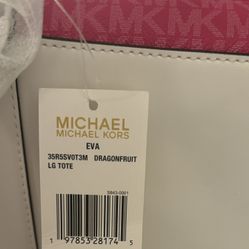 MICHAEL
MICHAEL KORS
EVA
35R5SV0T3M DRAGONFRUIT
LG TOTE
5843-0001
1 97853 28174 5